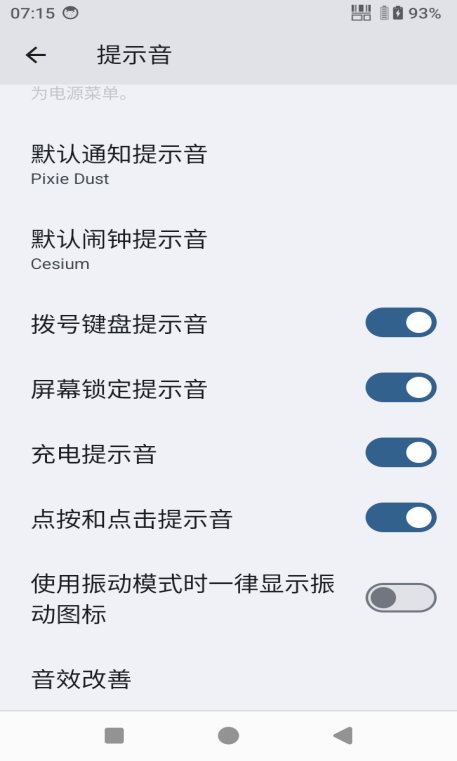 07:15
93%
提示音
为电源菜单。
默认通知提示音
Pixie Dust
默认闹钟提示音
Cesium
拨号键盘提示音
屏幕锁定提示音
充电提示音
点按和点击提示音
使用振动模式时一律显示振
动图标
音效改善